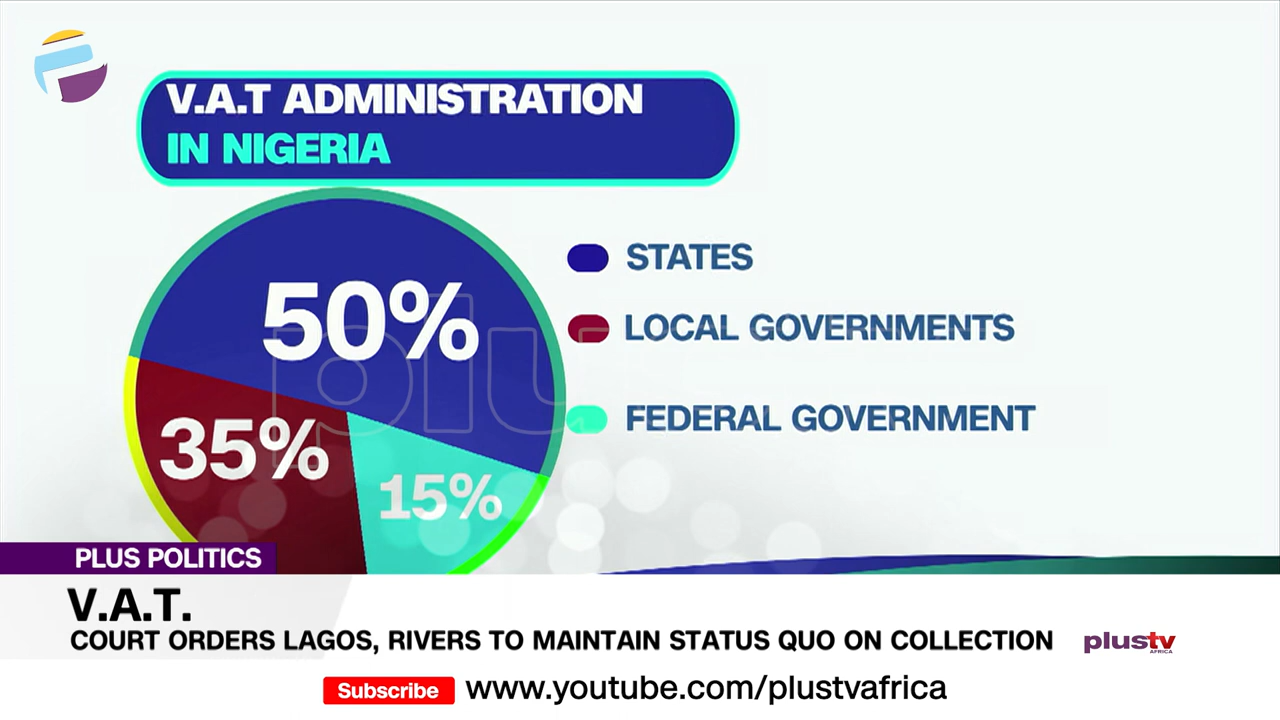 V.A.T ADMINISTRATION
IN NIGERIA
50%
35%
15%
STATES
LOCAL GOVERNMENTS
FEDERAL GOVERNMENT
plu
PLUS POLITICS
V.A.T.
COURT ORDERS LAGOS, RIVERS TO MAINTAIN STATUS QUO ON COLLECTION
plustv
AFRICA
Subscribe www.youtube.com/plustvafrica